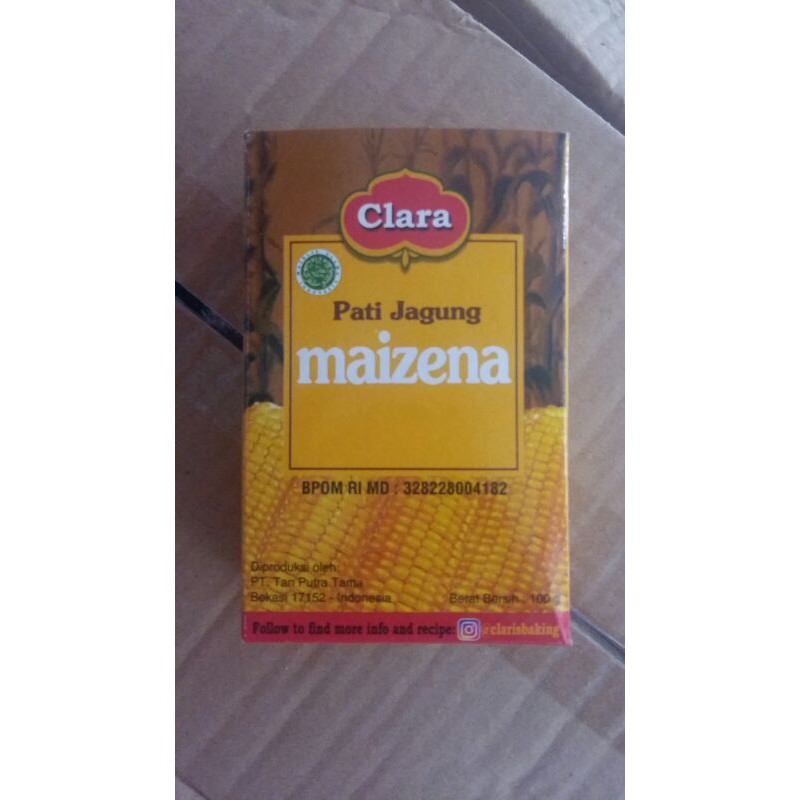 Clara
Pati Jagung
maizena
BPOM RI MD : 328228004182
Diproduksi oleh:
PT. Tan Putra Tama
Bekasi 17152 - Indonesia
Berat Bersih : 100 g
Follow to find more info and recipe: @clarisbaking